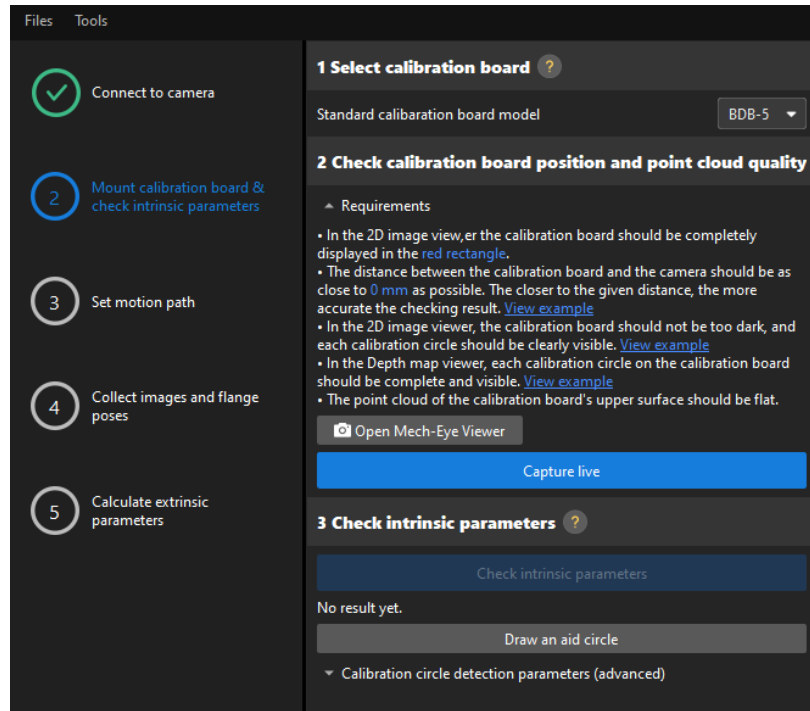 Files Tools
Connect to camera
2
Mount calibration board &
check intrinsic parameters
3
Set motion path
4
Collect images and flange
poses
5
Calculate extrinsic
parameters
1 Select calibration board ?
Standard calibaration board model BDB-5
2 Check calibration board position and point cloud quality
Requirements
• In the 2D image view,er the calibration board should be completely
displayed in the red rectangle.
• The distance between the calibration board and the camera should be as
close to 0 mm as possible. The closer to the given distance, the more
accurate the checking result. View example
• In the 2D image viewer, the calibration board should not be too dark, and
each calibration circle should be clearly visible. View example
• In the Depth map viewer, each calibration circle on the calibration board
should be complete and visible. View example
• The point cloud of the calibration board's upper surface should be flat.
Open Mech-Eye Viewer
Capture live
3 Check intrinsic parameters ?
Check intrinsic parameters
No result yet.
Draw an aid circle
Calibration circle detection parameters (advanced)